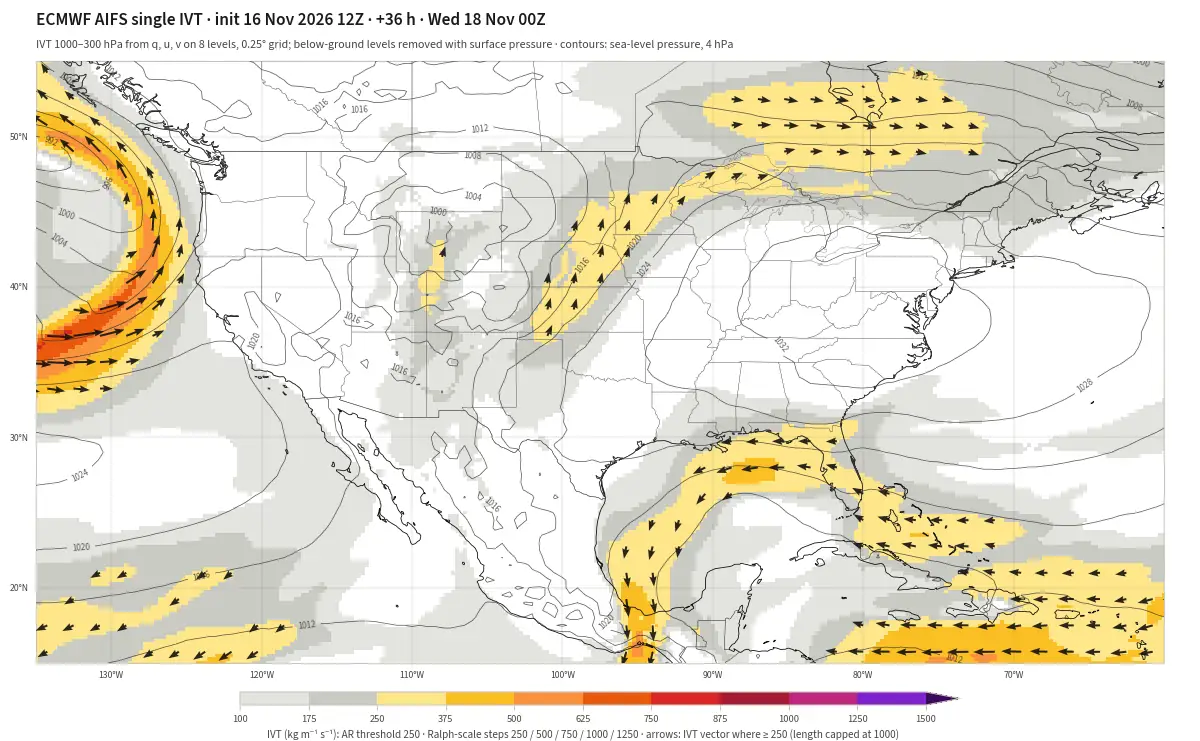 ECMWF AIFS single IVT · init 16 Nov 2026 12Z · +36 h · Wed 18 Nov 00Z
IVT 1000–300 hPa from q, u, v on 8 levels, 0.25° grid; below-ground levels removed with surface pressure · contours: sea-level pressure, 4 hPa
1012
1012
1016
1016
1008
50°N
1012
992
1008
1004
1000
1000
1004
1020
1016
1024
40°N
1016
1020
1032
1016
1028
30°N
1024
1016
1020
20°N
1012
1020
1012
130°W 120°W 110°W 100°W 90°W 80°W 70°W
100 175 250 375 500 625 750 875 1000 1250 1500
IVT (kg m⁻¹ s⁻¹): AR threshold 250 · Ralph-scale steps 250 / 500 / 750 / 1000 / 1250 · arrows: IVT vector where ≥ 250 (length capped at 1000)